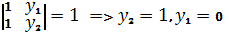 |1 y₁|
|1 y₂| = 1 => y₂ = 1, y₁ = 0